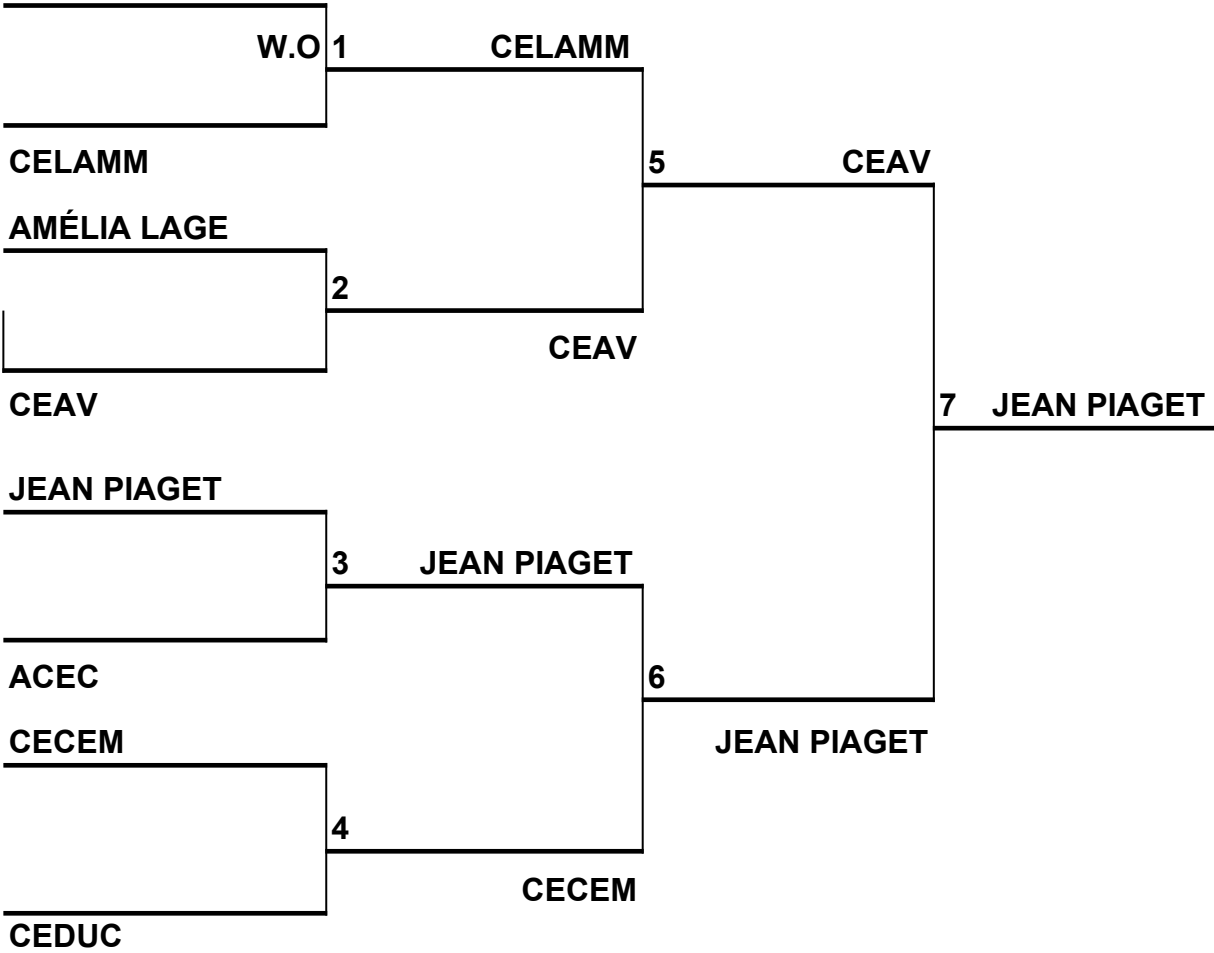 W.O 1 CELAMM
CELAMM
5 CEAV
AMÉLIA LAGE
2
CEAV
CEAV
7 JEAN PIAGET
JEAN PIAGET
3 JEAN PIAGET
ACEC
6
CECEM
JEAN PIAGET
4
CECEM
CEDUC